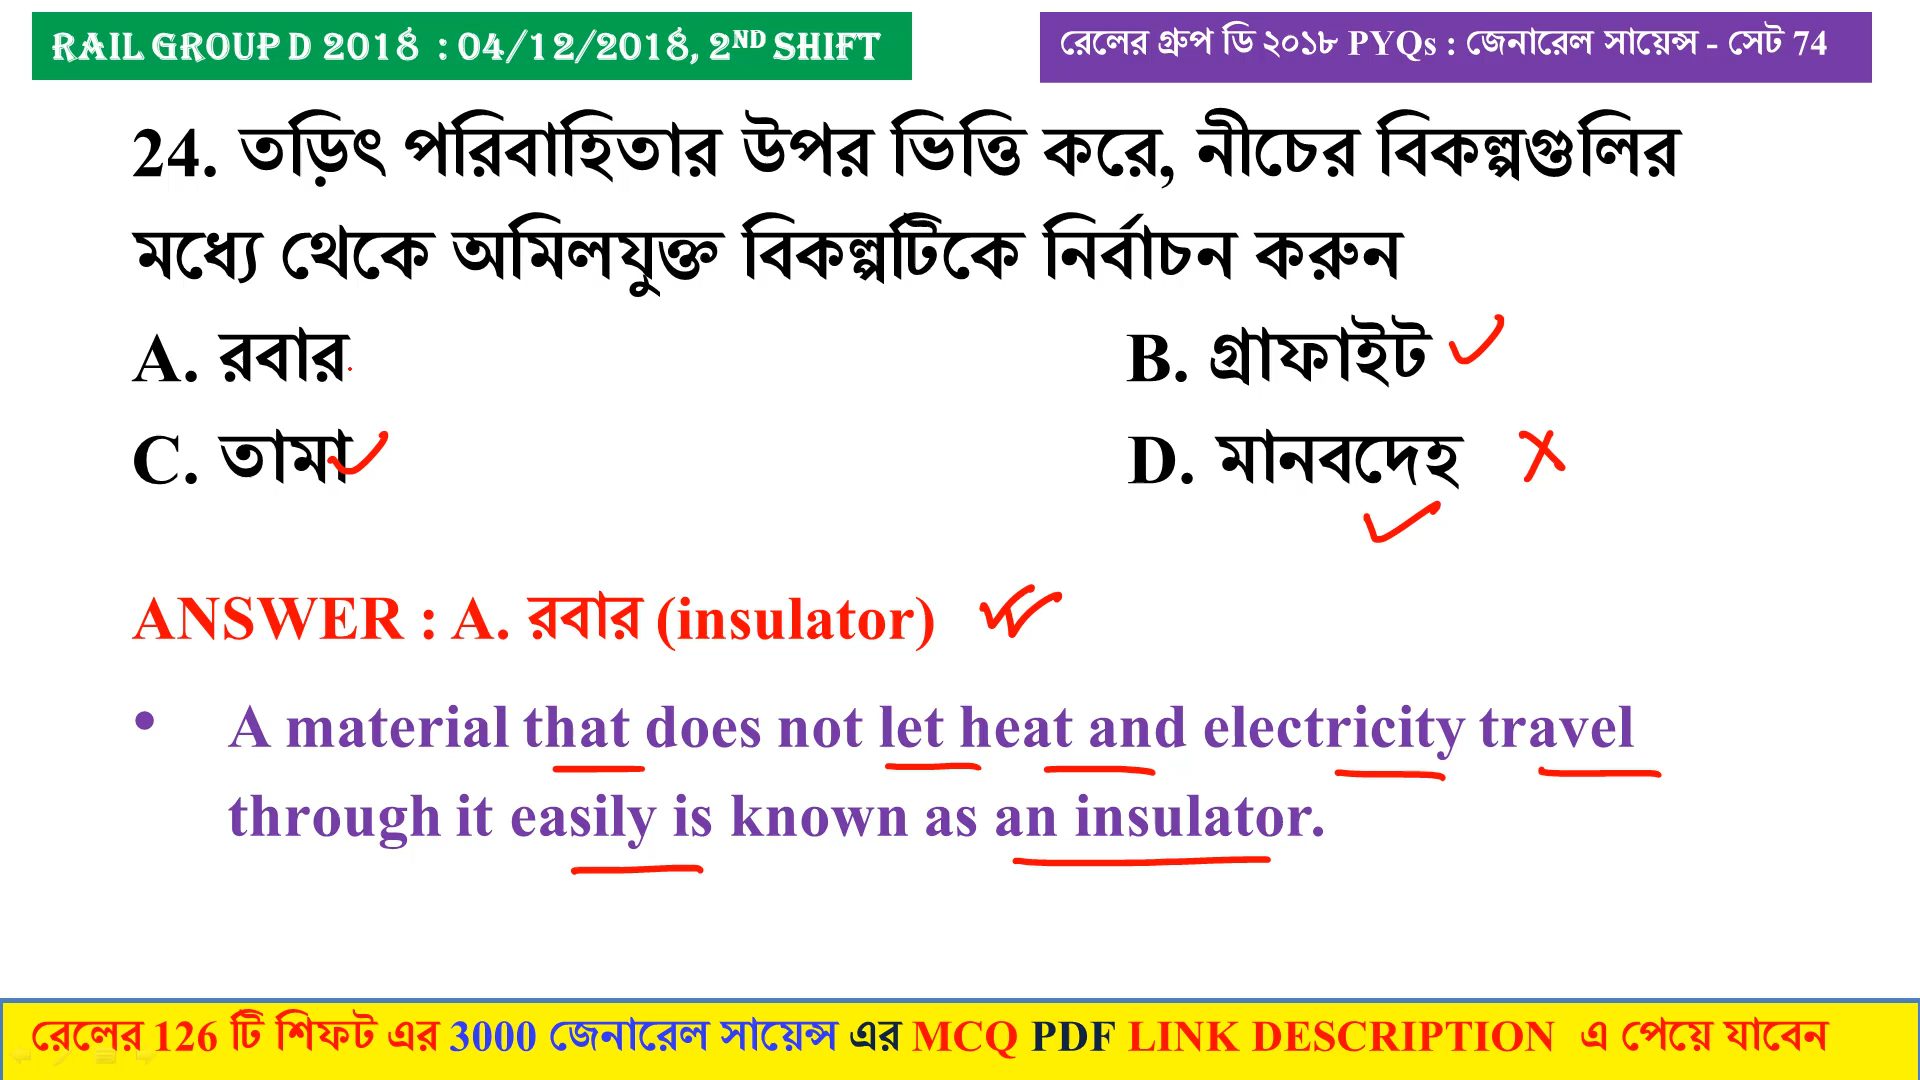 RAIL GROUP D 2018 : 04/12/2018, 2ND SHIFT
রেলের গ্রুপ ডি ২০১৮ PYQs : জেনারেল সায়েন্স - সেট 74
24. তড়িৎ পরিবাহিতার উপর ভিত্তি করে, নীচের বিকল্পগুলির
মধ্যে থেকে অমিলযুক্ত বিকল্পটিকে নির্বাচন করুন
A. রবার
B. গ্রাফাইট
C. তামা
D. মানবদেহ
ANSWER : A. রবার (insulator)
• A material that does not let heat and electricity travel
through it easily is known as an insulator.
রেলের 126 টি শিফট এর 3000 জেনারেল সায়েন্স এর MCQ PDF LINK DESCRIPTION এ পেয়ে যাবেন